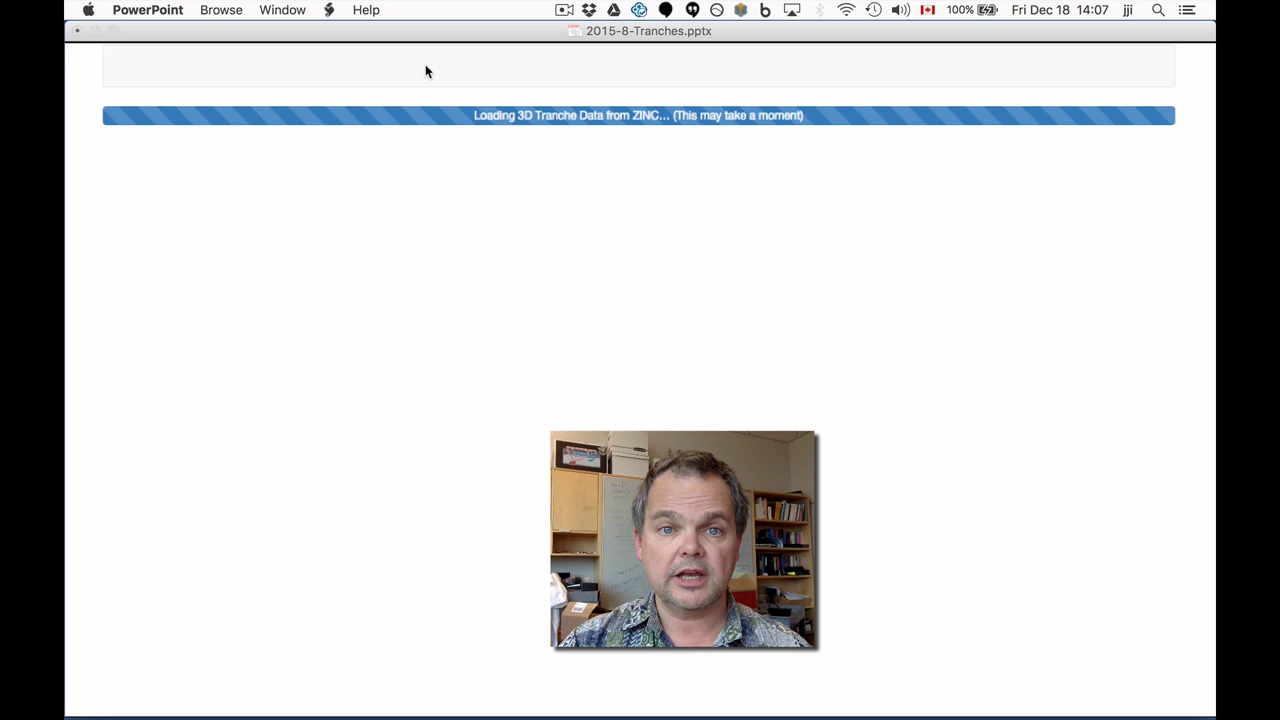 PowerPoint Browse Window Help 100% Fri Dec 18 14:07 jji
2015-8-Tranches.pptx
Loading 3D Tranche Data from ZINC... (This may take a moment)